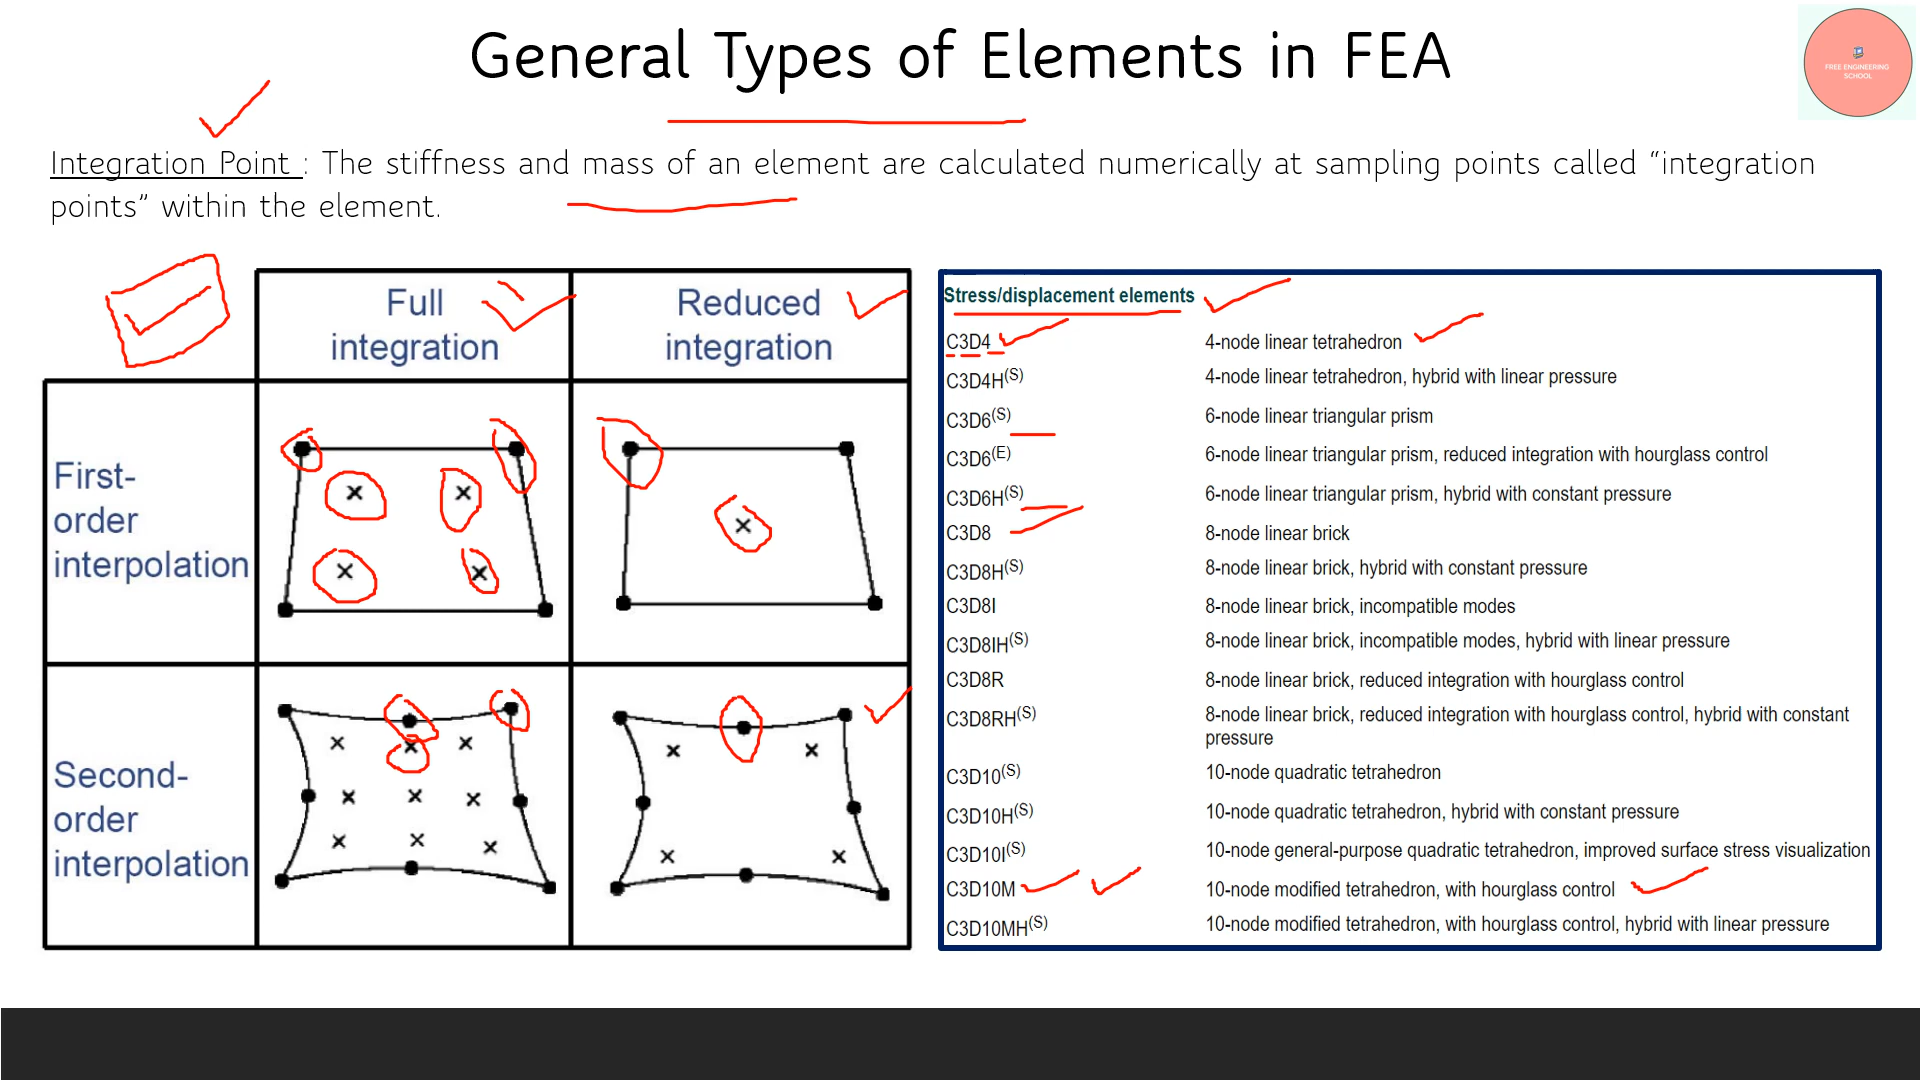 General Types of Elements in FEA
FREE ENGINEERING
SCHOOL
Integration Point : The stiffness and mass of an element are calculated numerically at sampling points called “integration
points” within the element.
Full
integration
Reduced
integration
First-
order
interpolation
Second-
order
interpolation
Stress/displacement elements
C3D4 4-node linear tetrahedron
C3D4H(S) 4-node linear tetrahedron, hybrid with linear pressure
C3D6(S) 6-node linear triangular prism
C3D6(E) 6-node linear triangular prism, reduced integration with hourglass control
C3D6H(S) 6-node linear triangular prism, hybrid with constant pressure
C3D8 8-node linear brick
C3D8H(S) 8-node linear brick, hybrid with constant pressure
C3D8I 8-node linear brick, incompatible modes
C3D8IH(S) 8-node linear brick, incompatible modes, hybrid with linear pressure
C3D8R 8-node linear brick, reduced integration with hourglass control
C3D8RH(S) 8-node linear brick, reduced integration with hourglass control, hybrid with constant
pressure
C3D10(S) 10-node quadratic tetrahedron
C3D10H(S) 10-node quadratic tetrahedron, hybrid with constant pressure
C3D10I(S) 10-node general-purpose quadratic tetrahedron, improved surface stress visualization
C3D10M 10-node modified tetrahedron, with hourglass control
C3D10MH(S) 10-node modified tetrahedron, with hourglass control, hybrid with linear pressure